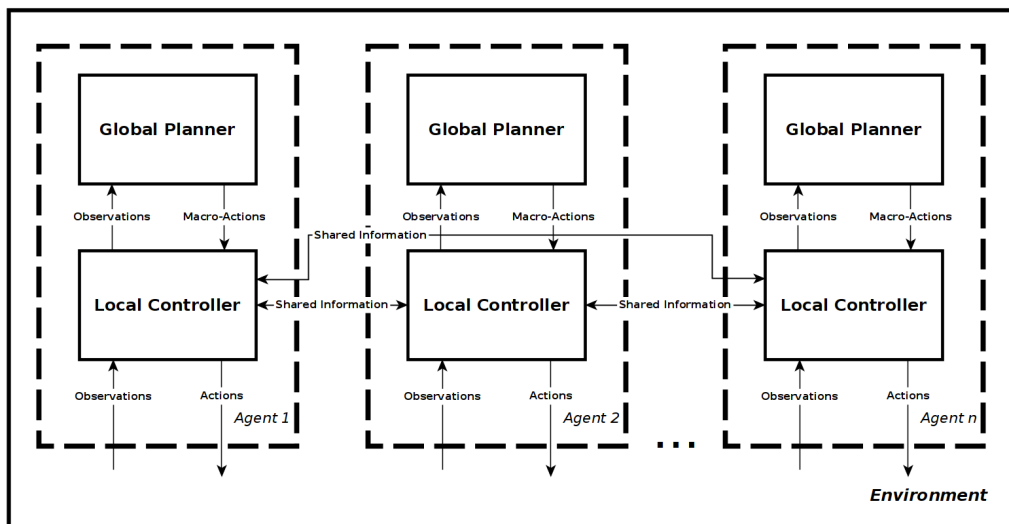 Global Planner
Global Planner
Global Planner
Observations
Macro-Actions
Observations
Macro-Actions
Observations
Macro-Actions
Shared Information
Local Controller
Shared Information
Local Controller
Shared Information
Local Controller
Observations
Actions
Observations
Actions
Observations
Actions
Agent 1
Agent 2
Agent n
...
Environment